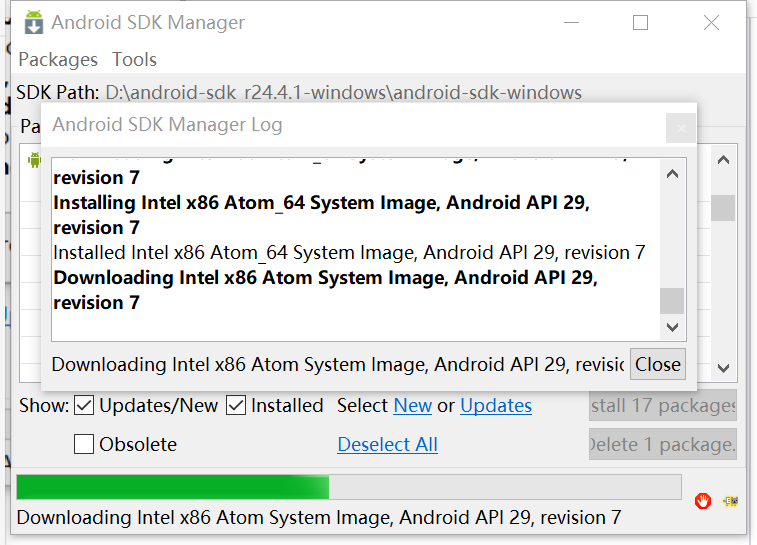 Android SDK Manager
Packages Tools
SDK Path: D:\android-sdk_r24.4.1-windows\android-sdk-windows
Pa
Android SDK Manager Log
revision 7
Installing Intel x86 Atom_64 System Image, Android API 29,
revision 7
Installed Intel x86 Atom_64 System Image, Android API 29, revision 7
Downloading Intel x86 Atom System Image, Android API 29,
revision 7
Downloading Intel x86 Atom System Image, Android API 29, revisio
Close
Show: Updates/New Installed Select New or Updates
stall 17 packages
Obsolete Deselect All
Delete 1 package.
Downloading Intel x86 Atom System Image, Android API 29, revision 7